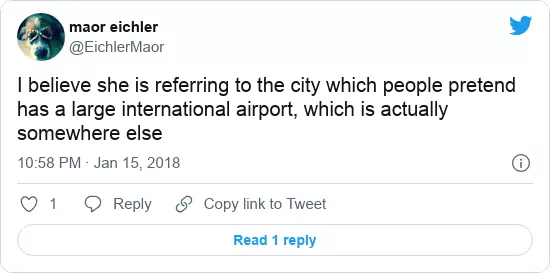 maor eichler
@EichlerMaor
I believe she is referring to the city which people pretend
has a large international airport, which is actually
somewhere else
10:58 PM · Jan 15, 2018
1 Reply Copy link to Tweet
Read 1 reply